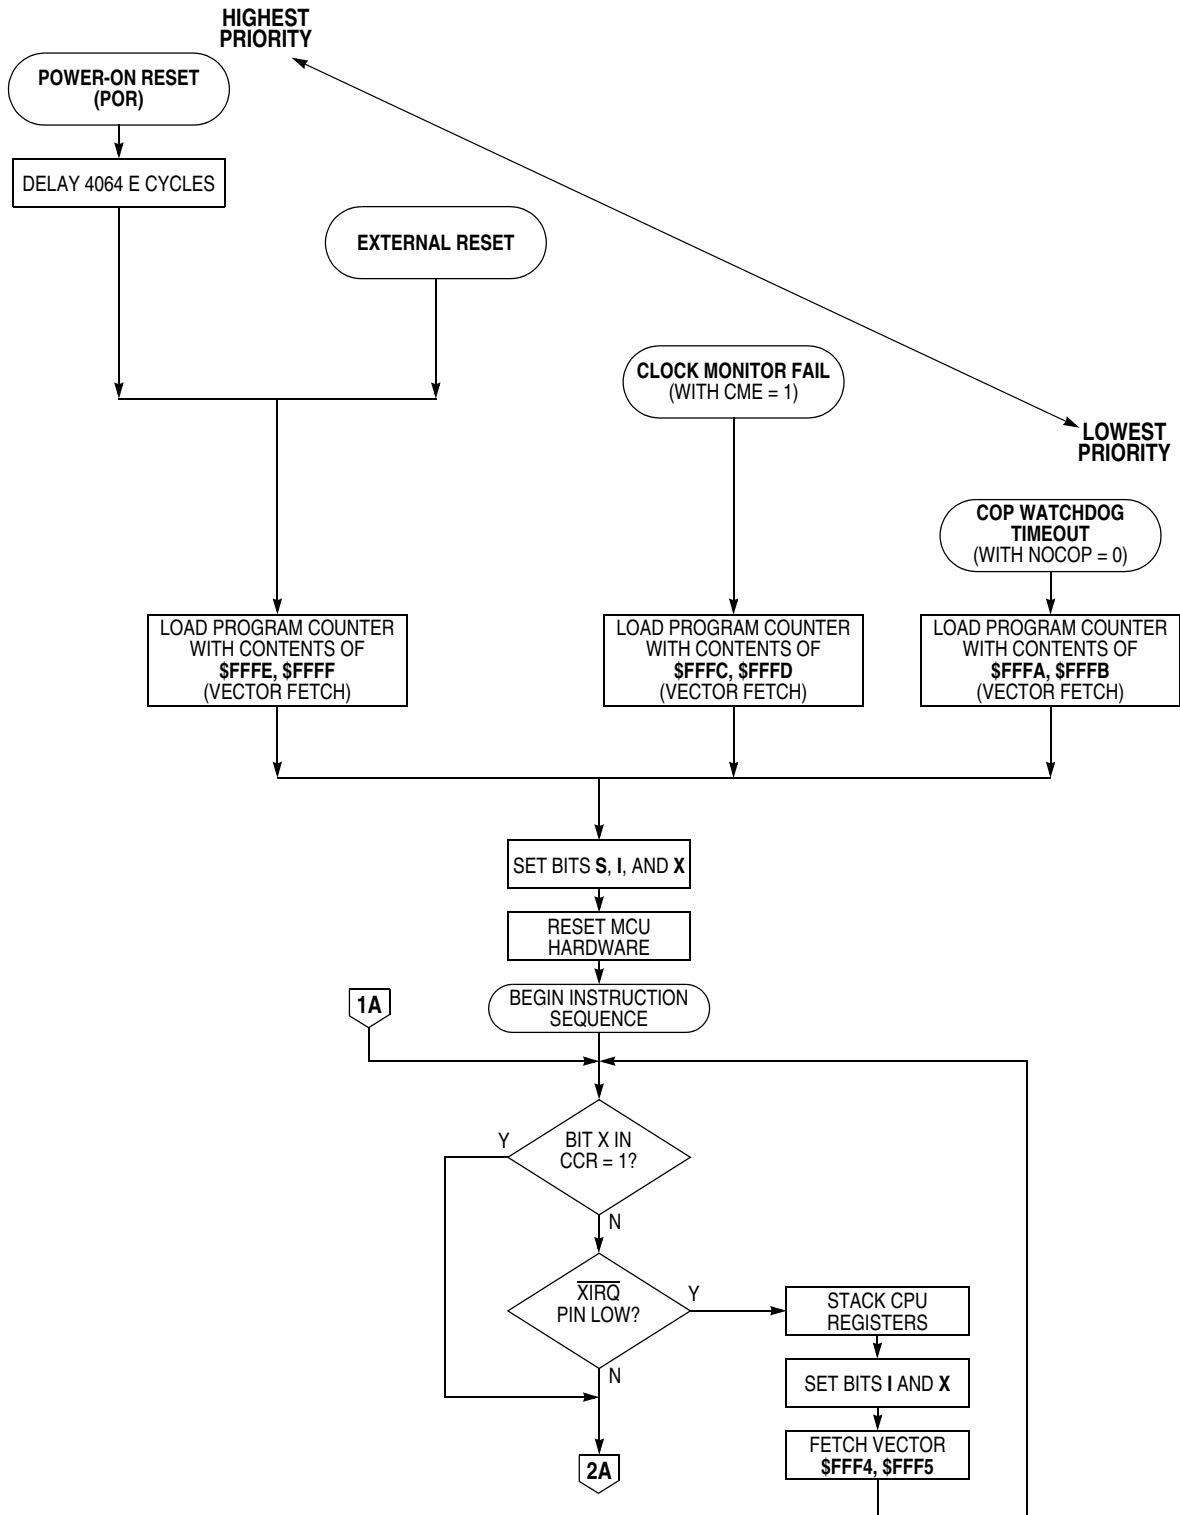 HIGHEST
PRIORITY
POWER-ON RESET
(POR)
DELAY 4064 E CYCLES
EXTERNAL RESET
CLOCK MONITOR FAIL
(WITH CME = 1)
LOWEST
PRIORITY
COP WATCHDOG
TIMEOUT
(WITH NOCOP = 0)
LOAD PROGRAM COUNTER
WITH CONTENTS OF
$FFFE, $FFFF
(VECTOR FETCH)
LOAD PROGRAM COUNTER
WITH CONTENTS OF
$FFFC, $FFFD
(VECTOR FETCH)
LOAD PROGRAM COUNTER
WITH CONTENTS OF
$FFFA, $FFFB
(VECTOR FETCH)
SET BITS S, I, AND X
RESET MCU
HARDWARE
BEGIN INSTRUCTION
SEQUENCE
1A
BIT X IN
CCR = 1?
Y
N
X̅I̅R̅Q̅
PIN LOW?
Y
N
STACK CPU
REGISTERS
SET BITS I AND X
FETCH VECTOR
$FFF4, $FFF5
2A